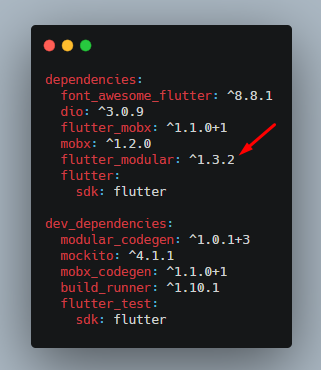 dependencies:
  font_awesome_flutter: ^8.8.1
  dio: ^3.0.9
  flutter_mobx: ^1.1.0+1
  mobx: ^1.2.0
  flutter_modular: ^1.3.2
  flutter:
    sdk: flutter
dev_dependencies:
  modular_codegen: ^1.0.1+3
  mockito: ^4.1.1
  mobx_codegen: ^1.1.0+1
  build_runner: ^1.10.1
  flutter_test:
    sdk: flutter